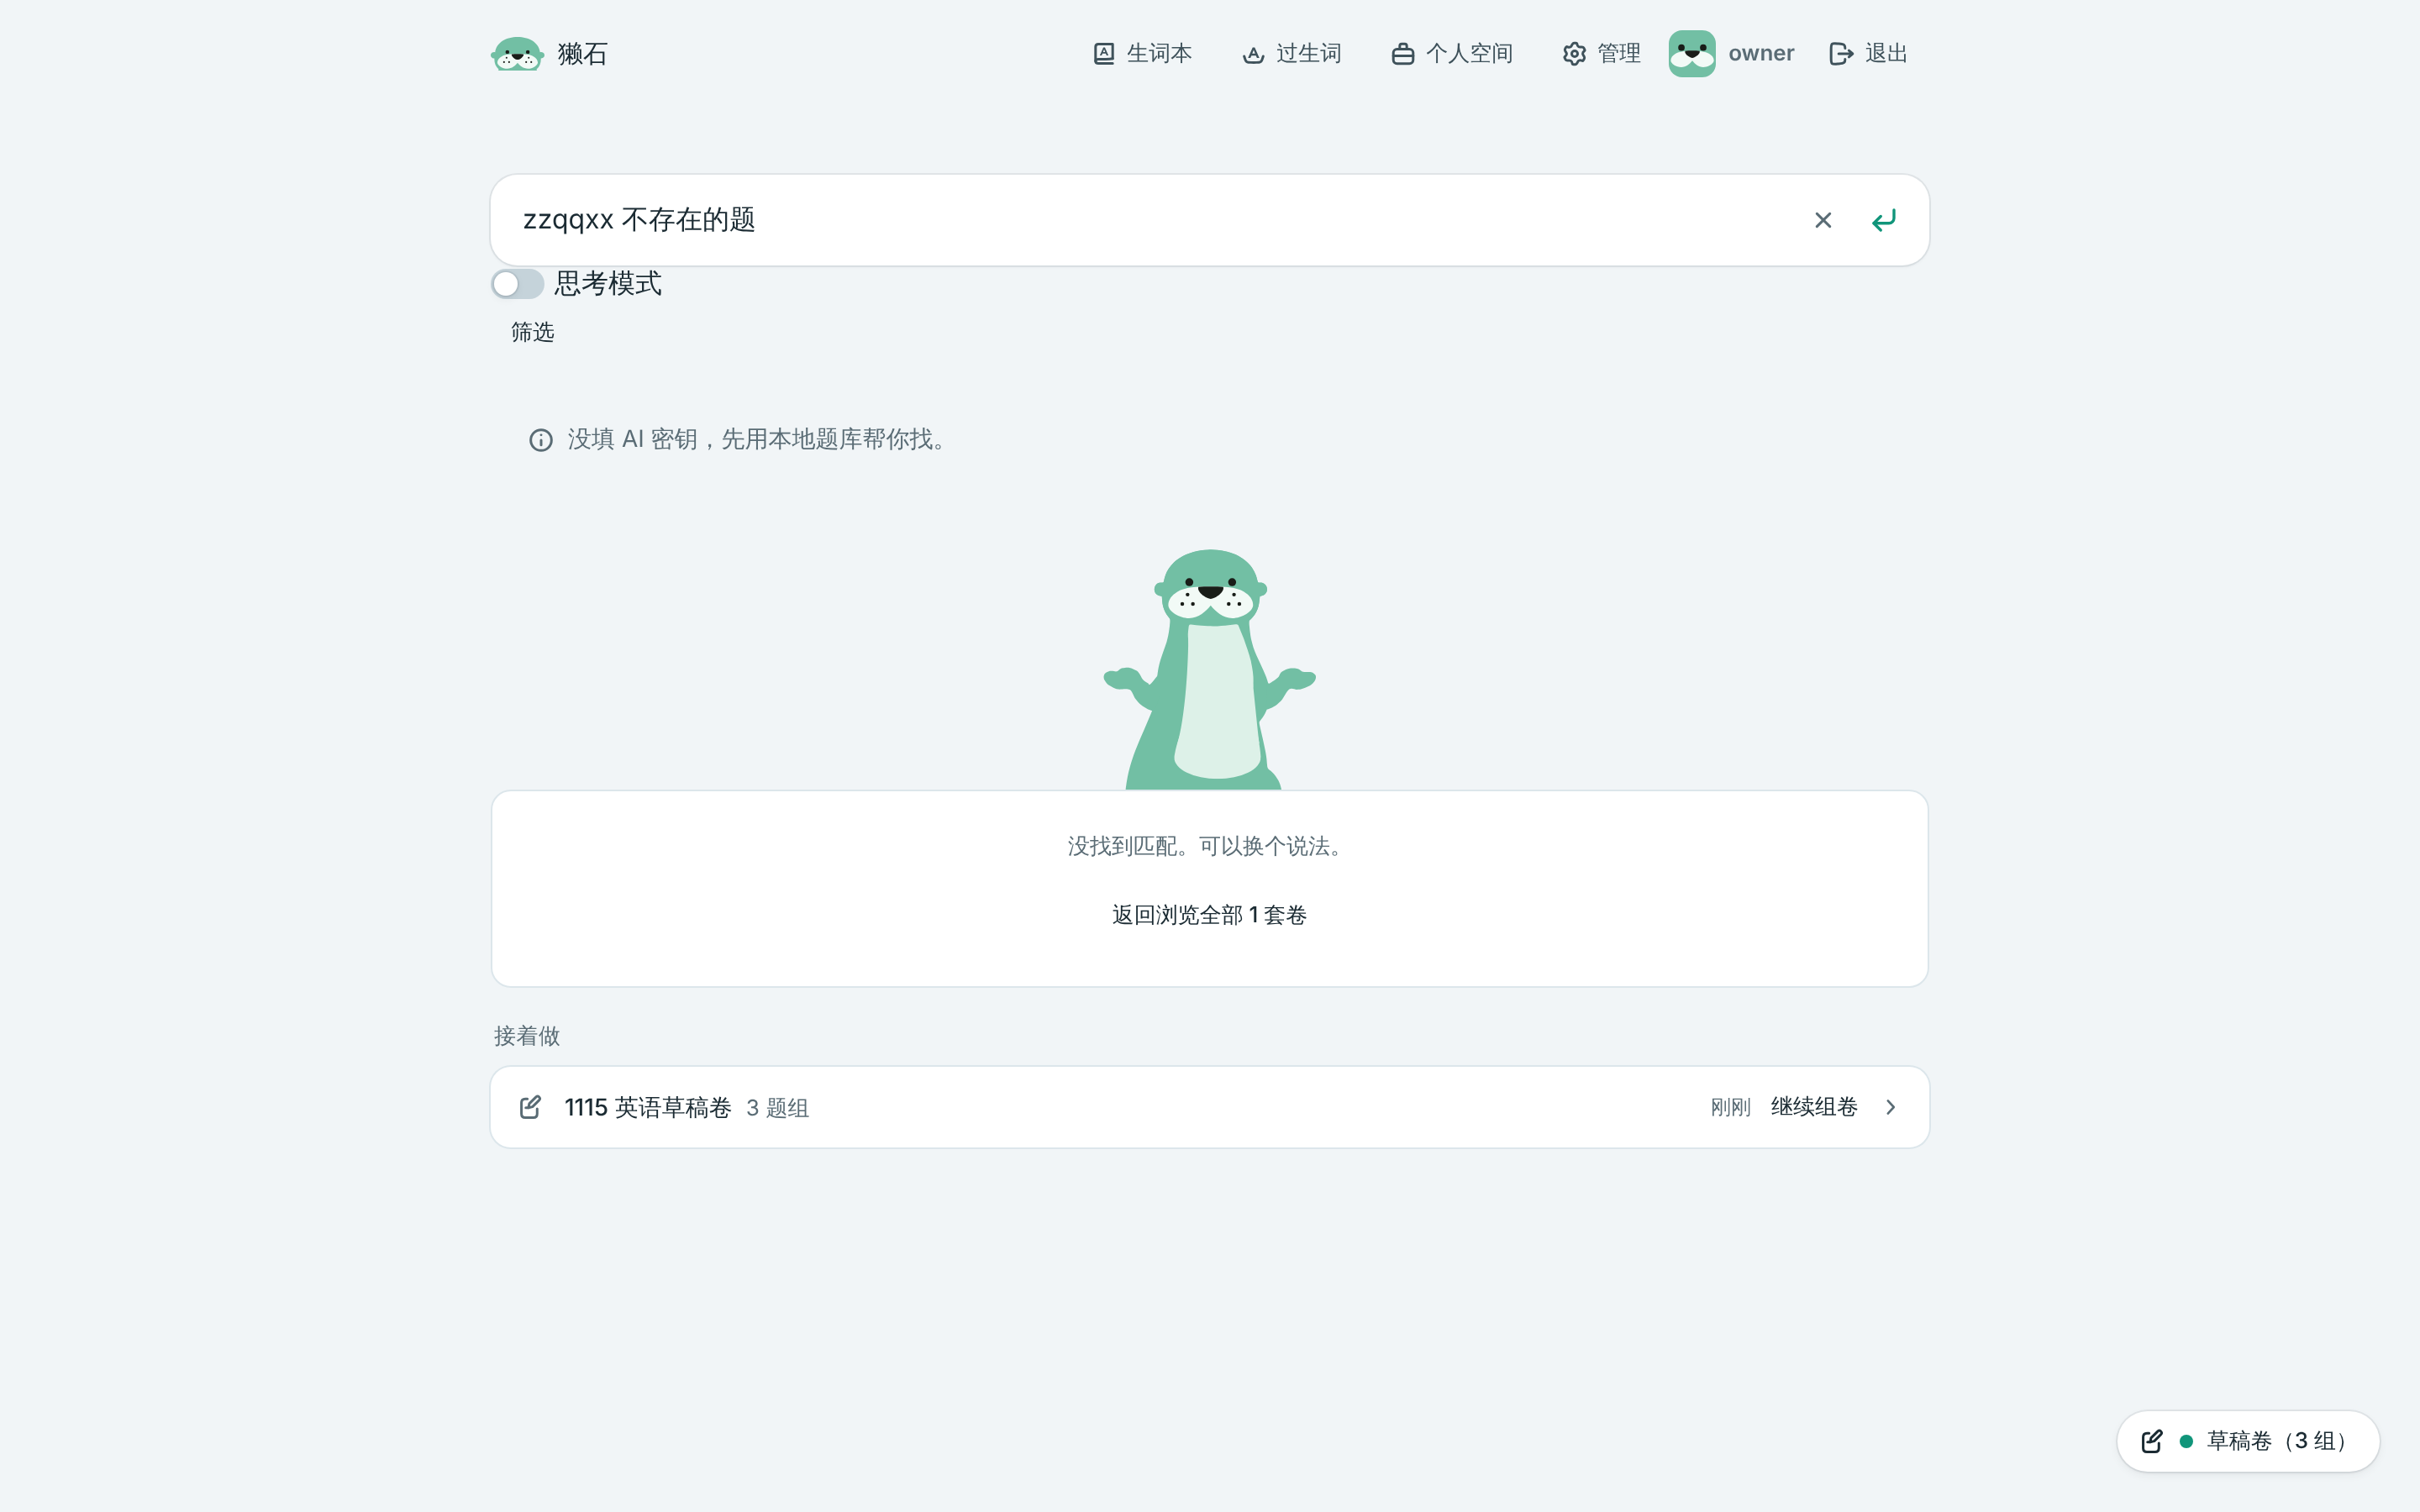 獭石
生词本
过生词
个人空间
管理
owner
退出
zzqqxx 不存在的题
思考模式
筛选
没填 AI 密钥，先用本地题库帮你找。
没找到匹配。可以换个说法。
返回浏览全部 1 套卷
接着做
1115 英语草稿卷 3 题组
刚刚 继续组卷
草稿卷（3 组）